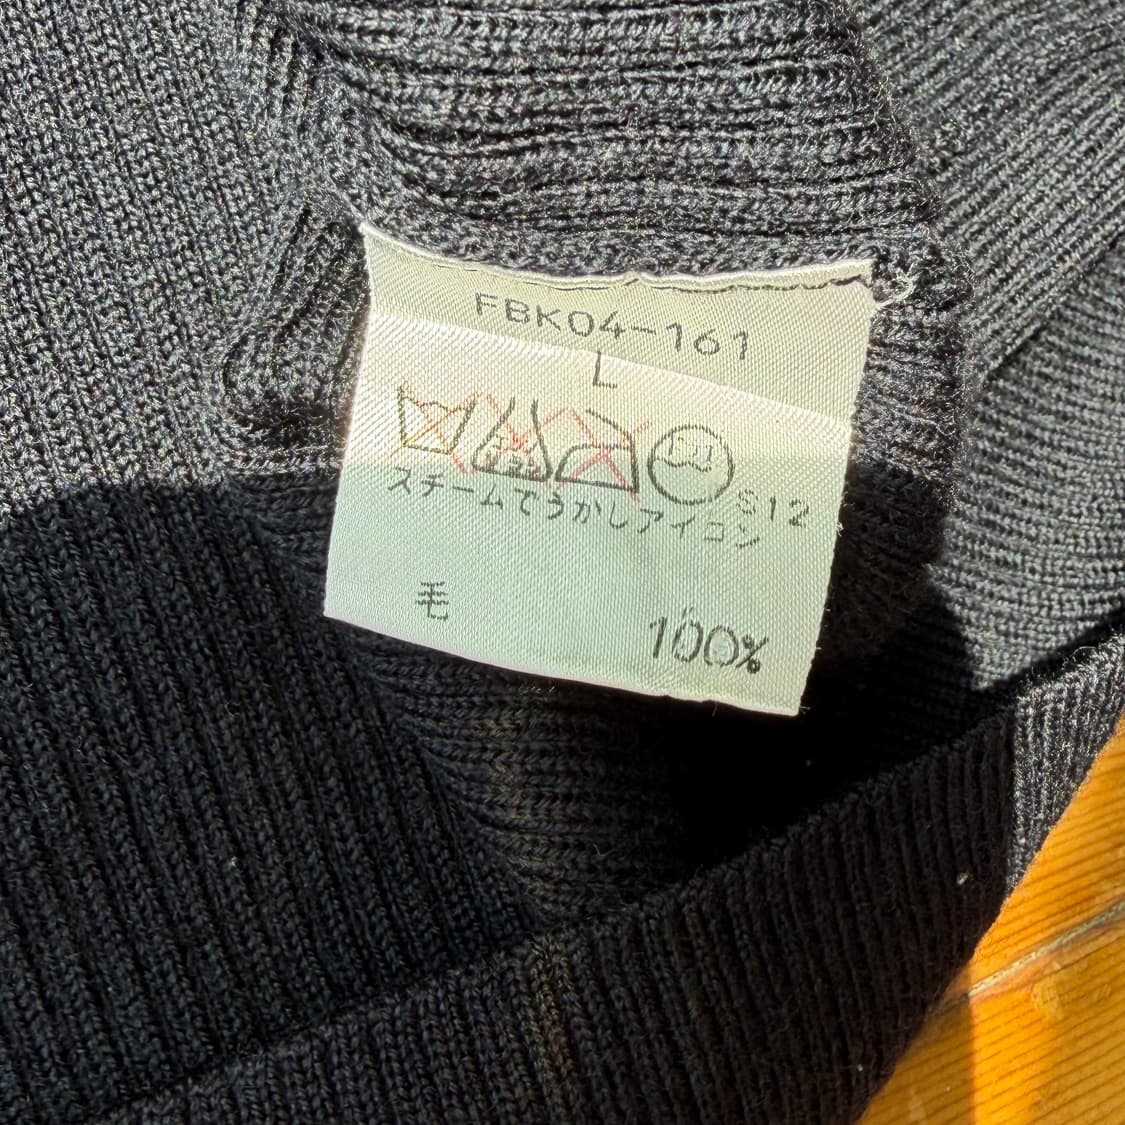 FBK04-161
L
S12
スチームでうかしアイロン
毛 100%